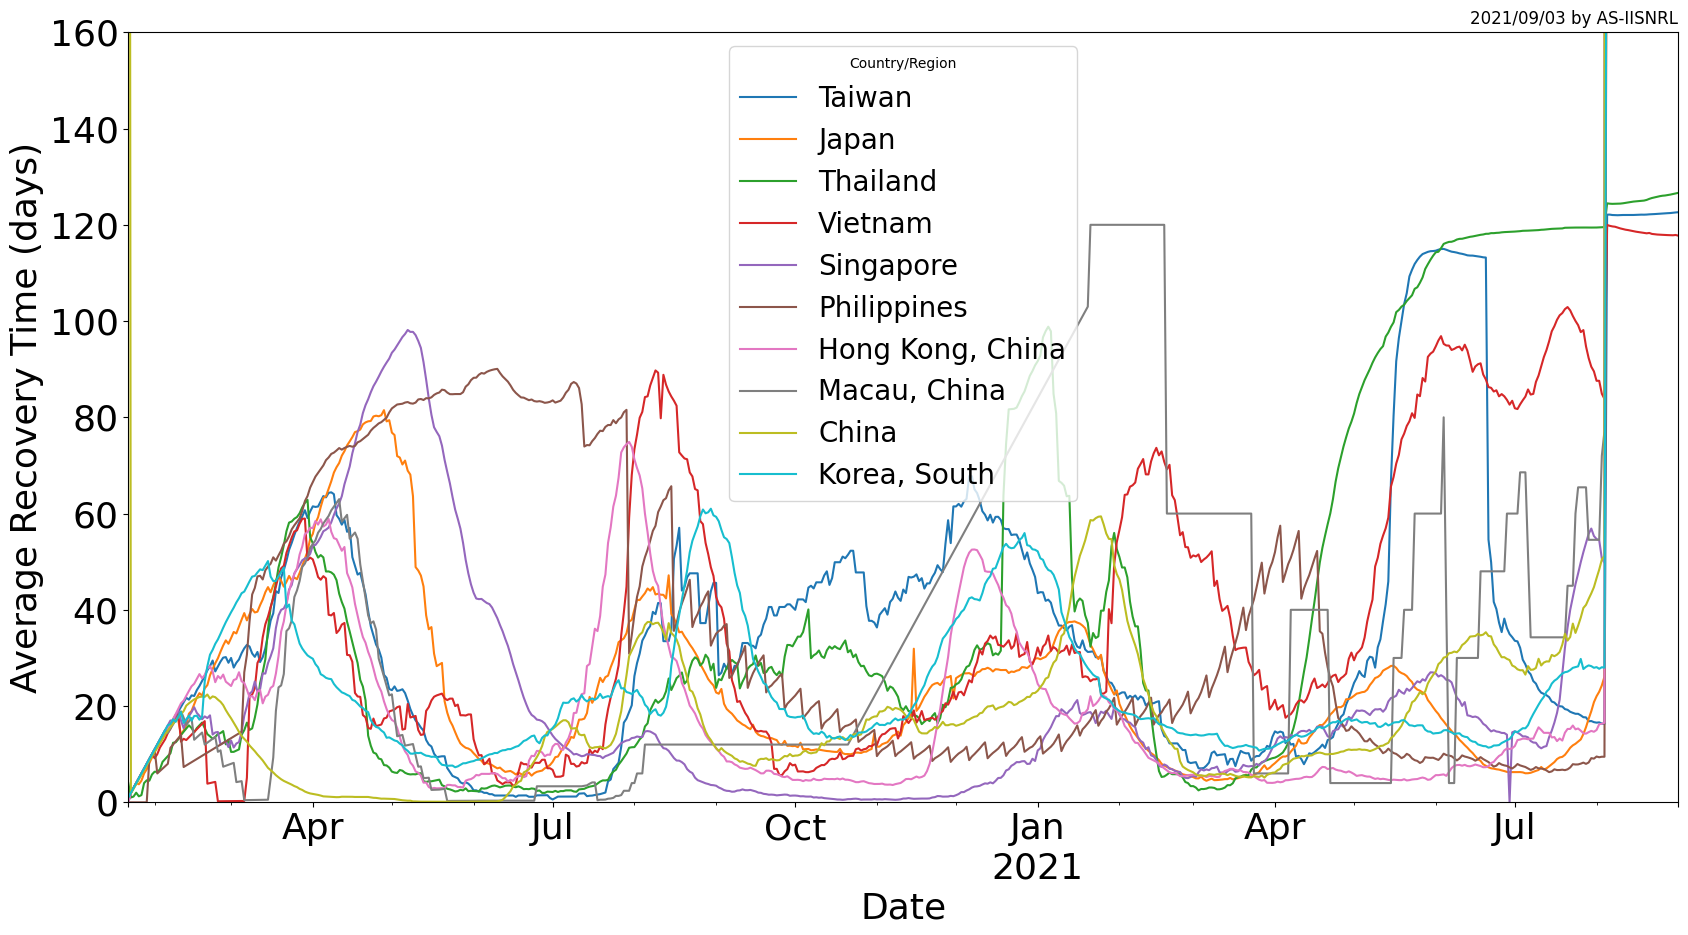 2021/09/03 by AS-IISNRL
160
140
120
100
80
60
40
20
0
Average Recovery Time (days)
Country/Region
Taiwan
Japan
Thailand
Vietnam
Singapore
Philippines
Hong Kong, China
Macau, China
China
Korea, South
Apr
Jul
Oct
Jan
2021
Apr
Jul
Date